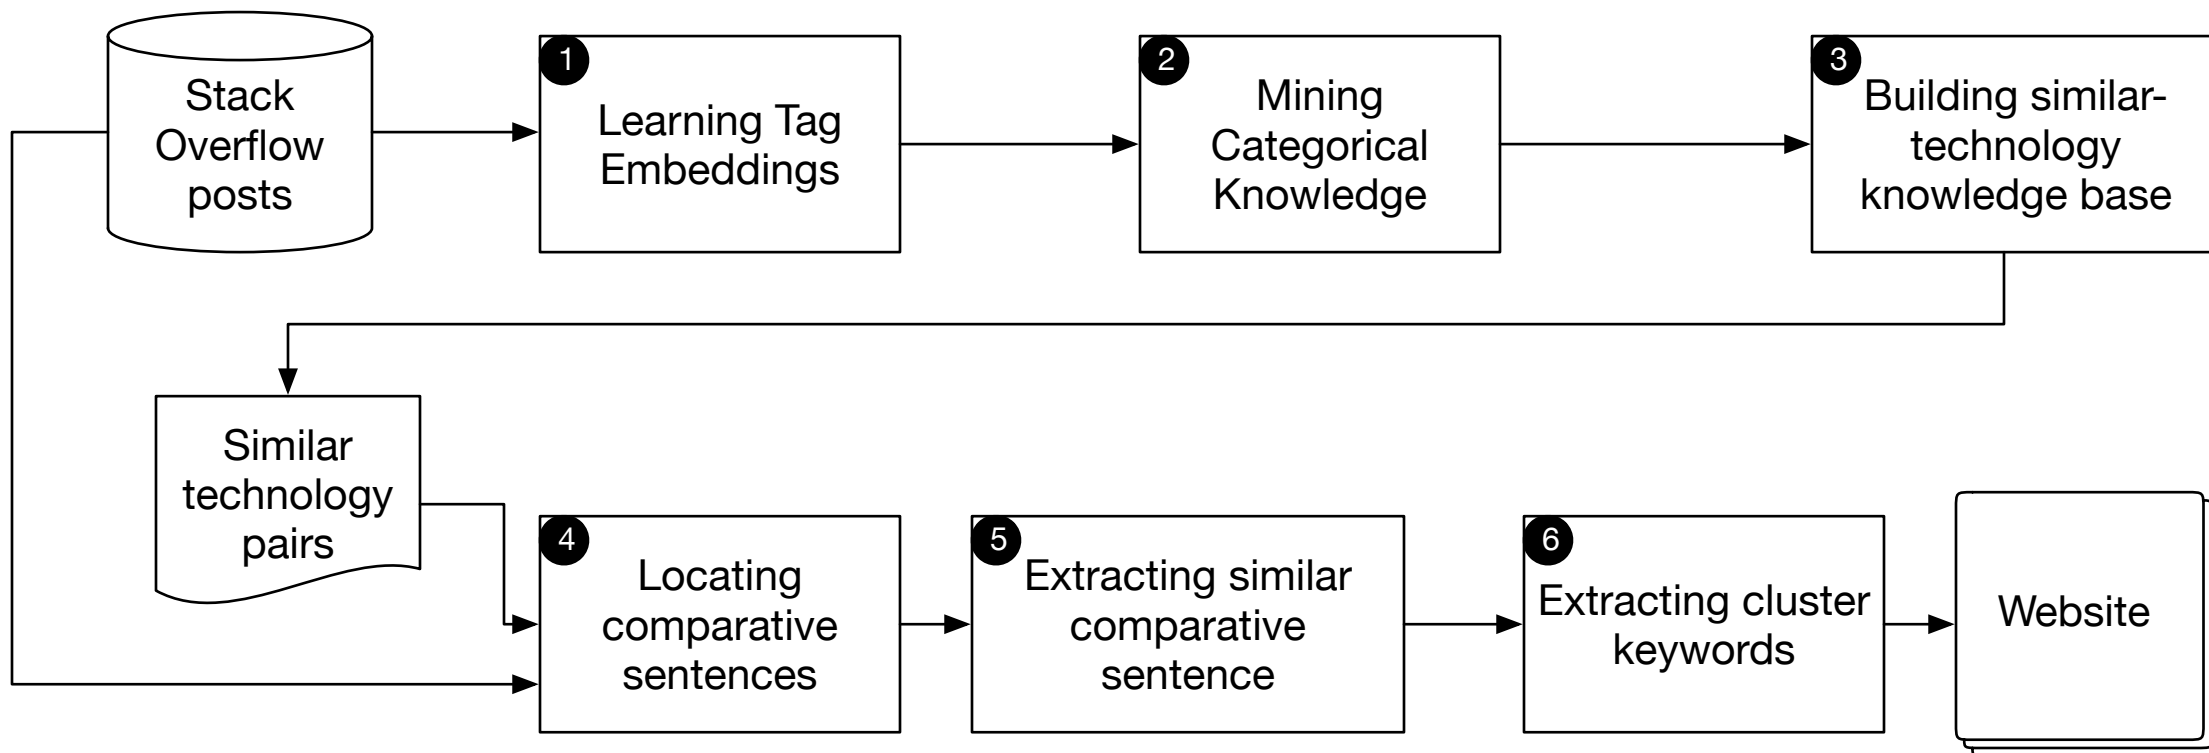 Stack
Overflow
posts
1
Learning Tag
Embeddings
2
Mining
Categorical
Knowledge
3
Building similar-
technology
knowledge base
Similar
technology
pairs
4
Locating
comparative
sentences
5
Extracting similar
comparative
sentence
6
Extracting cluster
keywords
Website